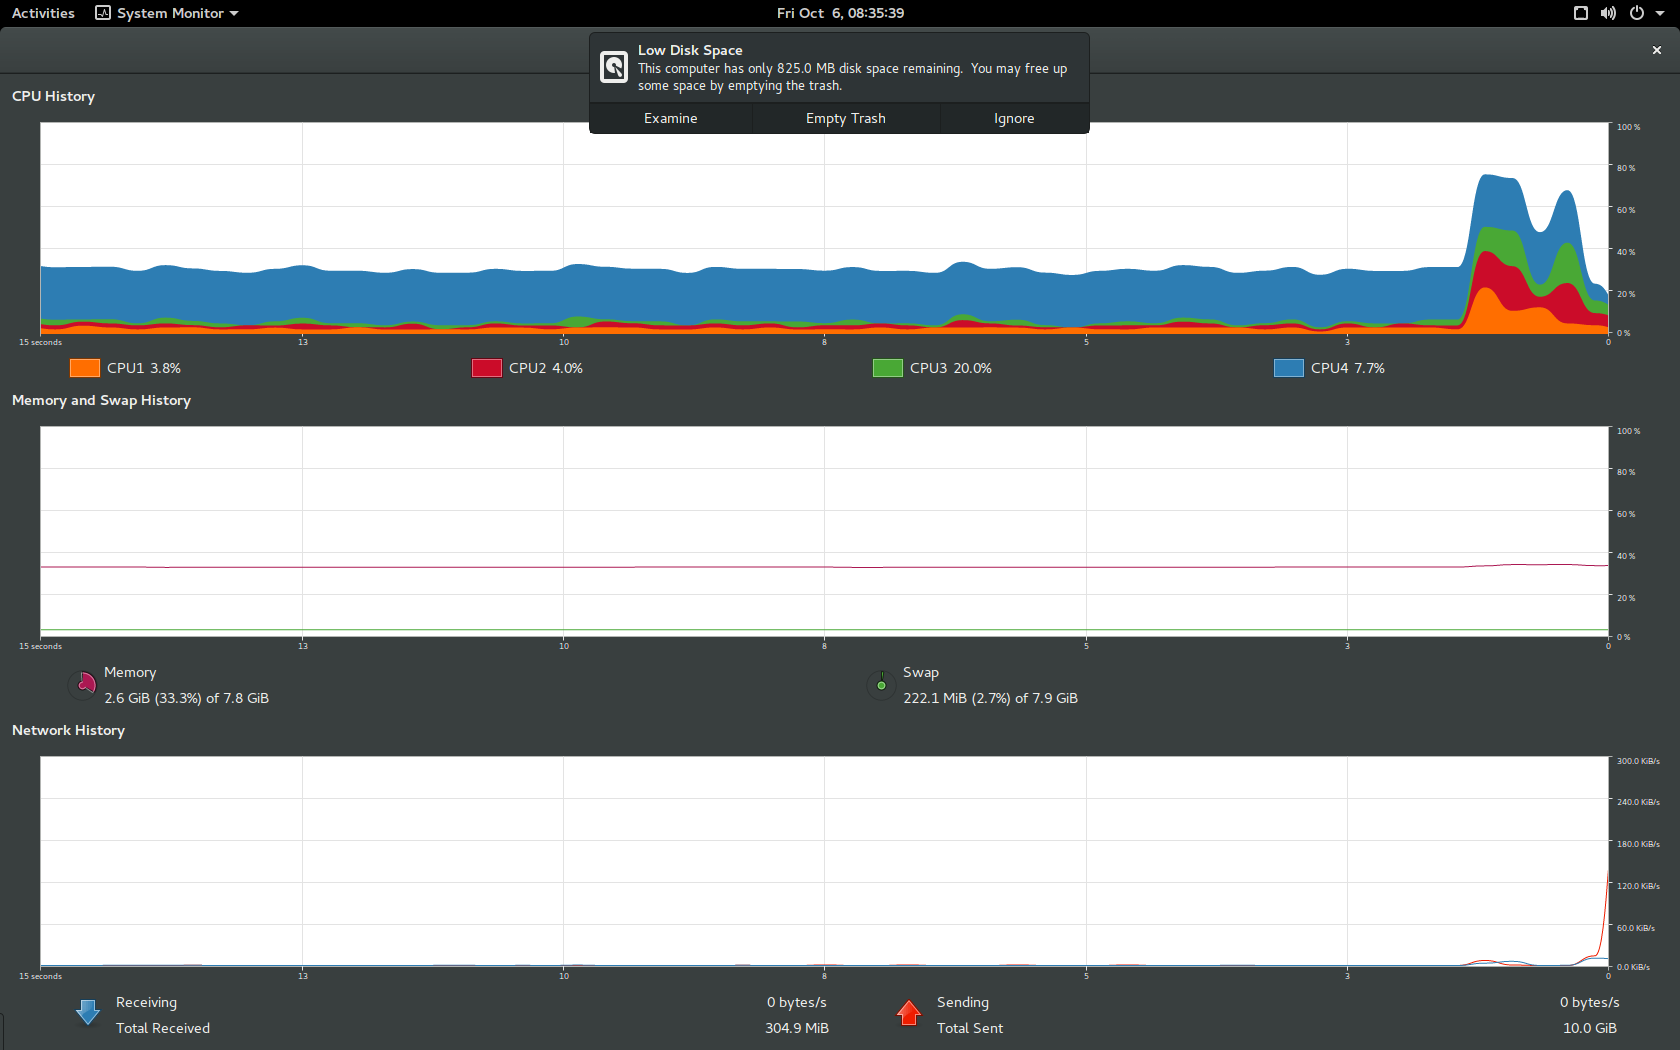 Activities System Monitor Fri Oct 6, 08:35:39
Low Disk Space
This computer has only 825.0 MB disk space remaining. You may free up
some space by emptying the trash.
Examine Empty Trash Ignore
CPU History
100 %
80 %
60 %
40 %
20 %
0 %
15 seconds 13 10 8 5 3 0
CPU1 3.8% CPU2 4.0% CPU3 20.0% CPU4 7.7%
Memory and Swap History
100 %
80 %
60 %
40 %
20 %
0 %
15 seconds 13 10 8 5 3 0
Memory Swap
2.6 GiB (33.3%) of 7.8 GiB 222.1 MiB (2.7%) of 7.9 GiB
Network History
300.0 KiB/s
240.0 KiB/s
180.0 KiB/s
120.0 KiB/s
60.0 KiB/s
0.0 KiB/s
15 seconds 13 10 8 5 3 0
Receiving 0 bytes/s Sending 0 bytes/s
Total Received 304.9 MiB Total Sent 10.0 GiB